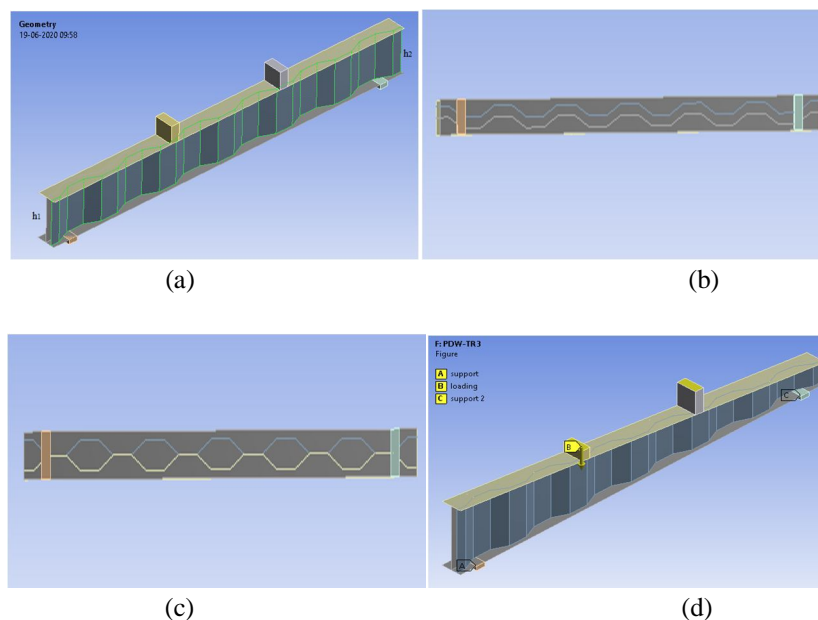 Geometry
19-06-2020 09:58
h2
h1
(a)
(b)
F: PDW-TR3
Figure
A support
B loading
C support 2
B
C
A
(c)
(d)